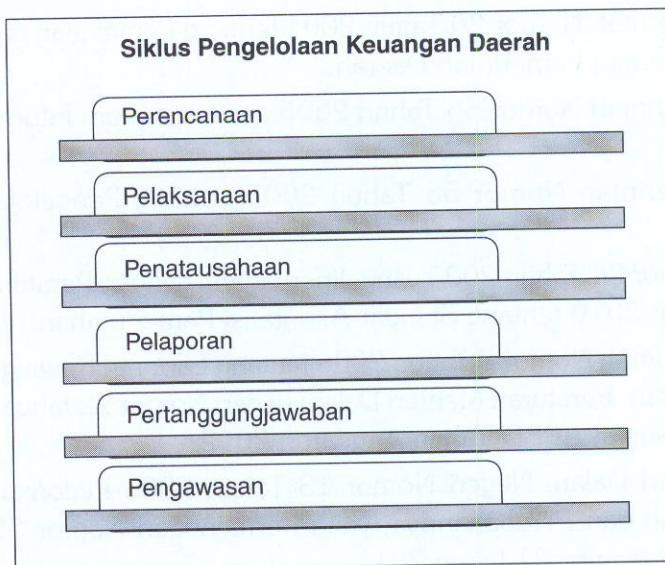 Siklus Pengelolaan Keuangan Daerah
Perencanaan
Pelaksanaan
Penatausahaan
Pelaporan
Pertanggungjawaban
Pengawasan